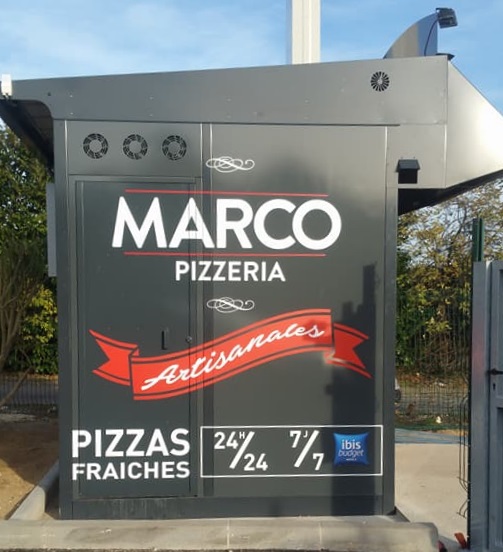 MARCO
PIZZERIA
Artisanales
PIZZAS
FRAICHES
24H/24 7J/7
ibis
budget